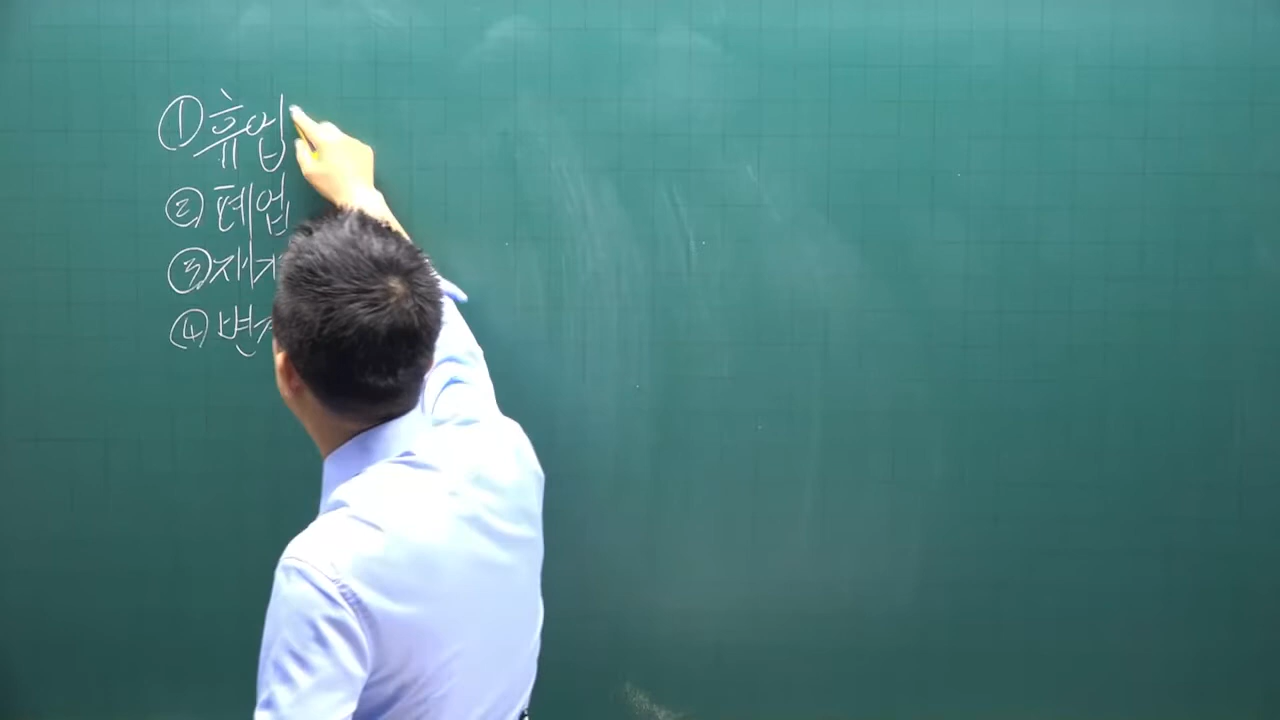 ① 휴업
② 폐업
③ 재
④ 변